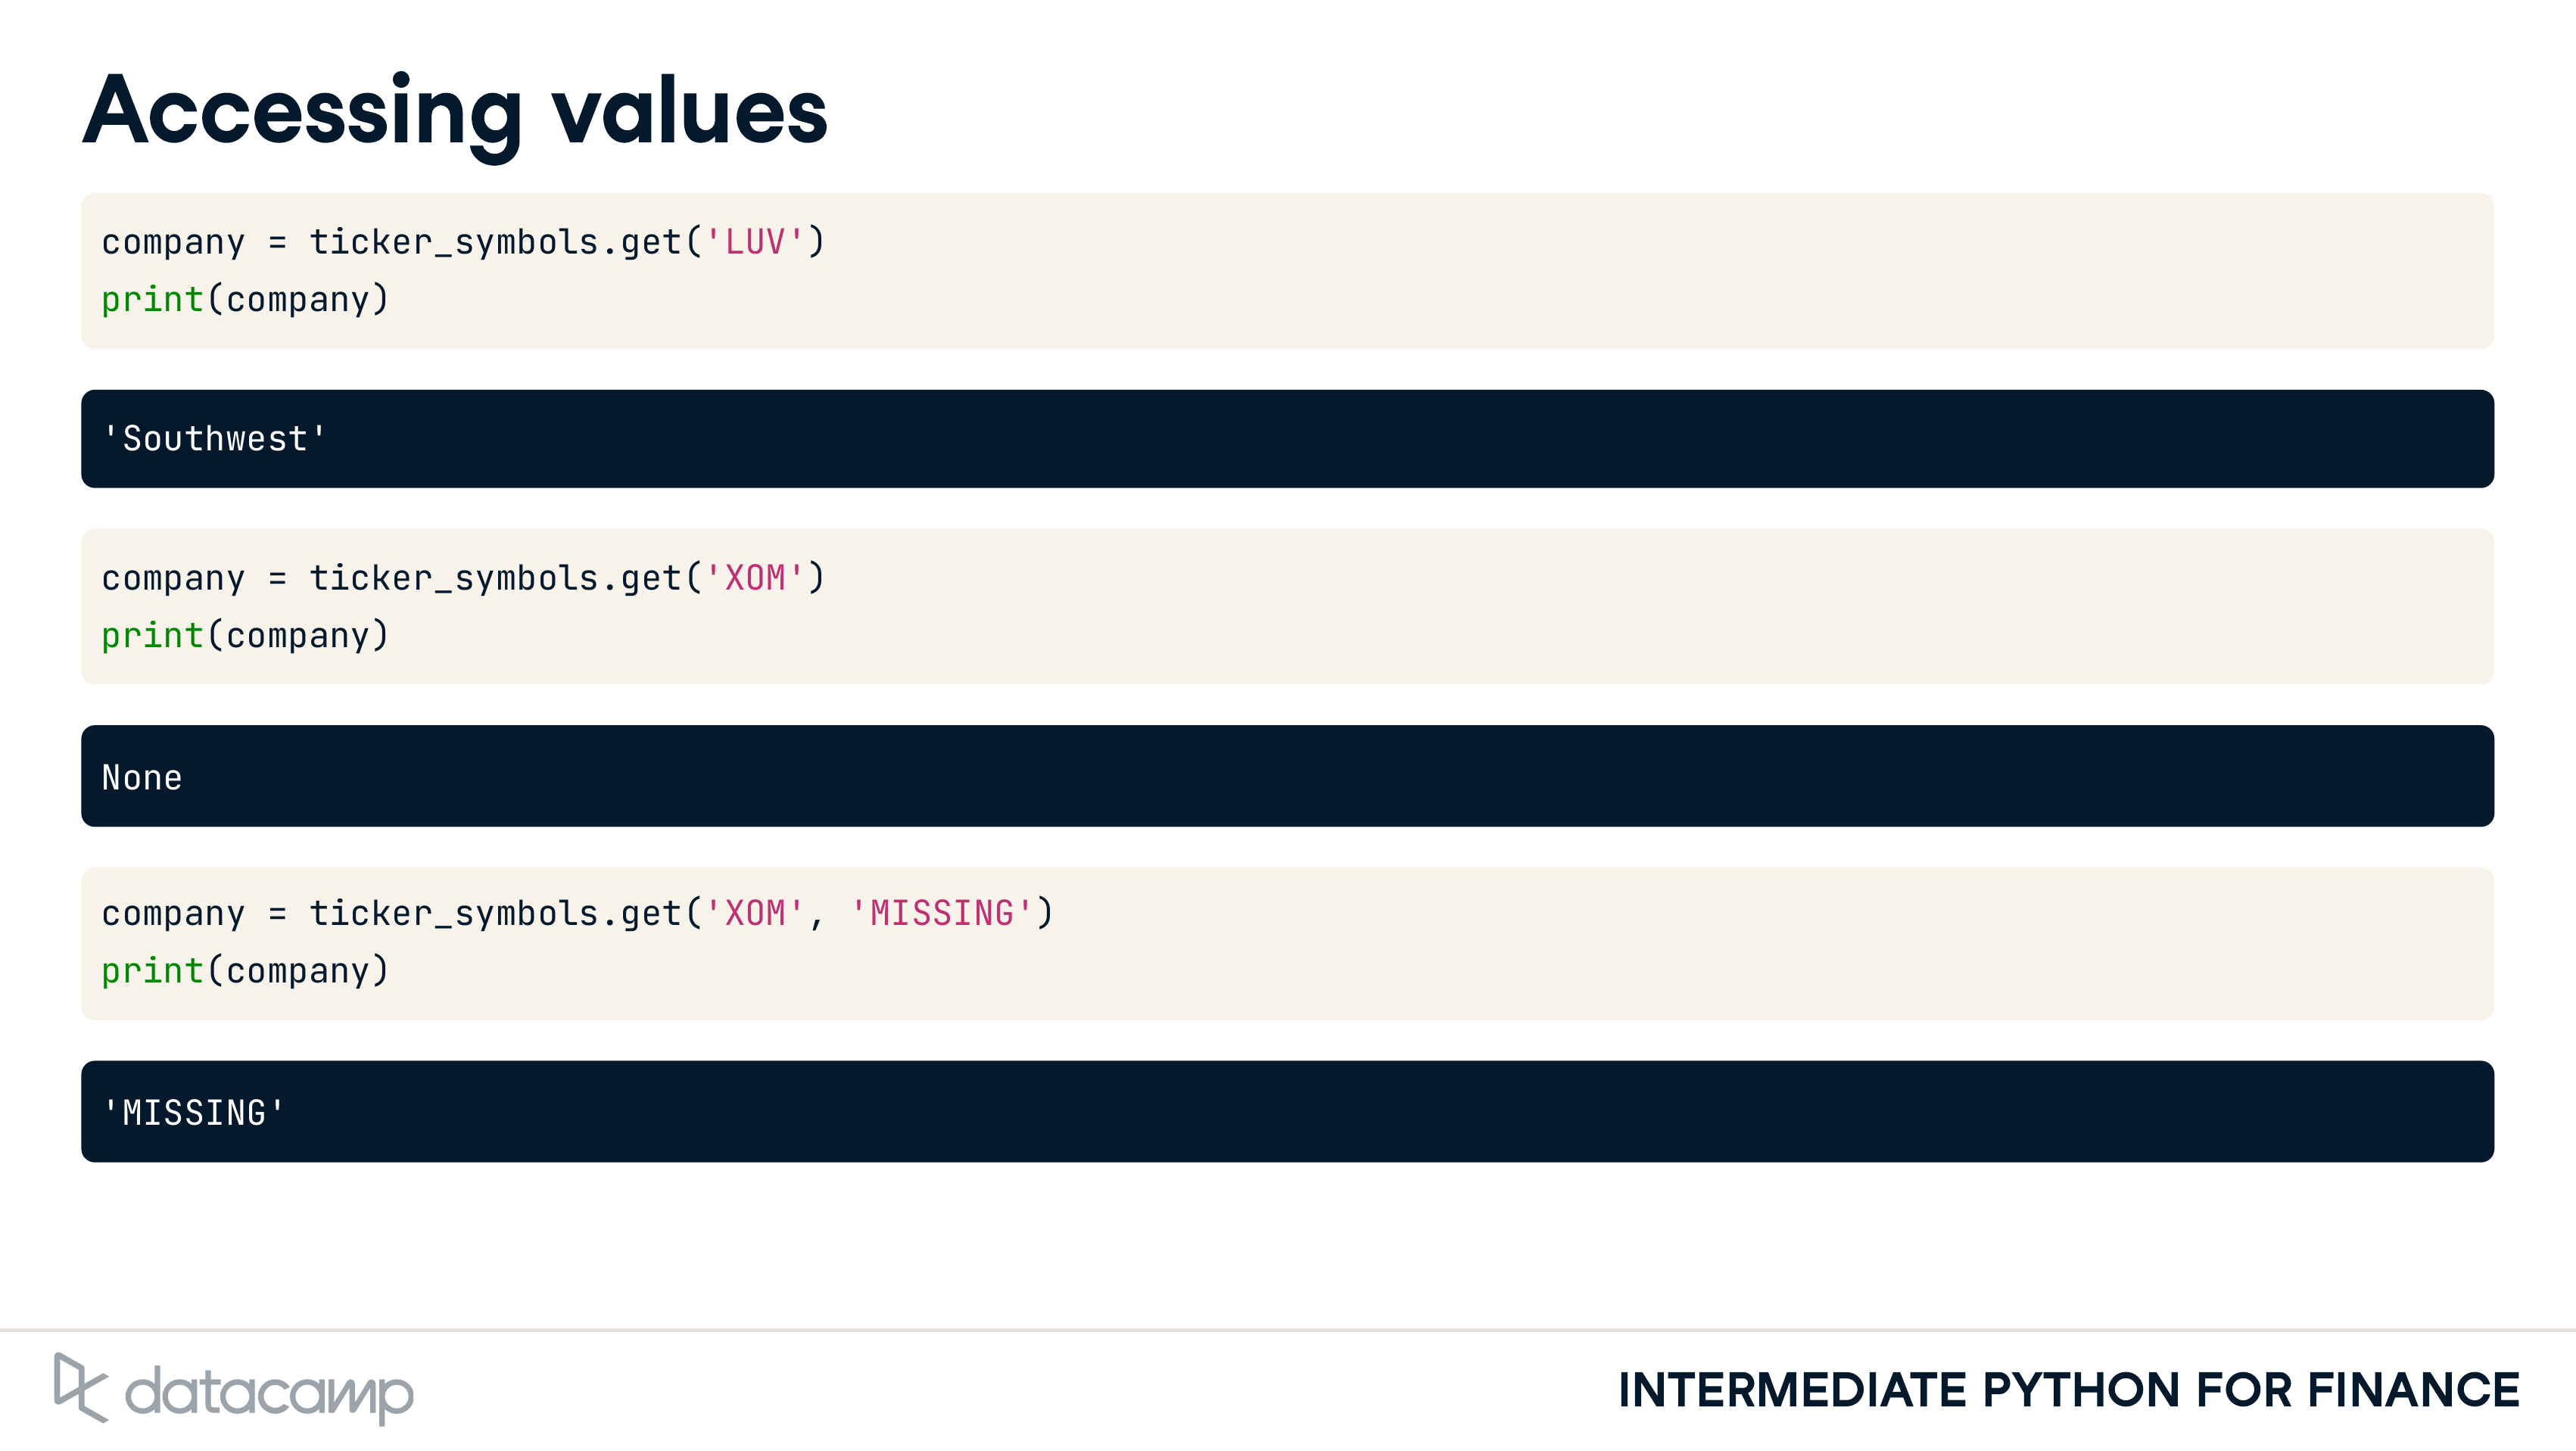 Accessing values
company = ticker_symbols.get('LUV')
print(company)
'Southwest'
company = ticker_symbols.get('XOM')
print(company)
None
company = ticker_symbols.get('XOM', 'MISSING')
print(company)
'MISSING'
datacamp
INTERMEDIATE PYTHON FOR FINANCE